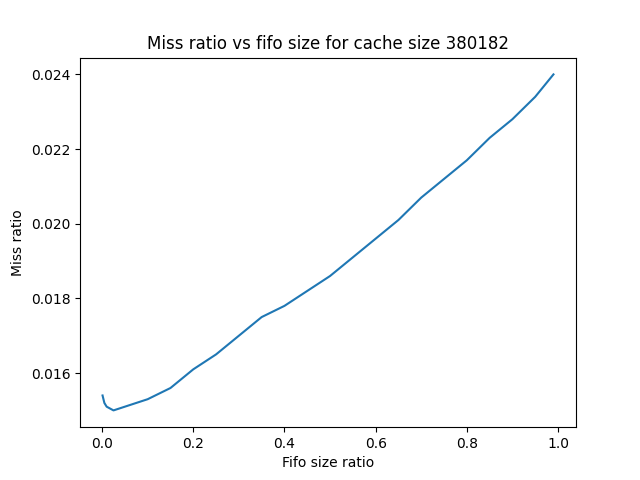 Miss ratio vs fifo size for cache size 380182
0.024
0.022
0.020
0.018
0.016
Miss ratio
0.0 0.2 0.4 0.6 0.8 1.0
Fifo size ratio